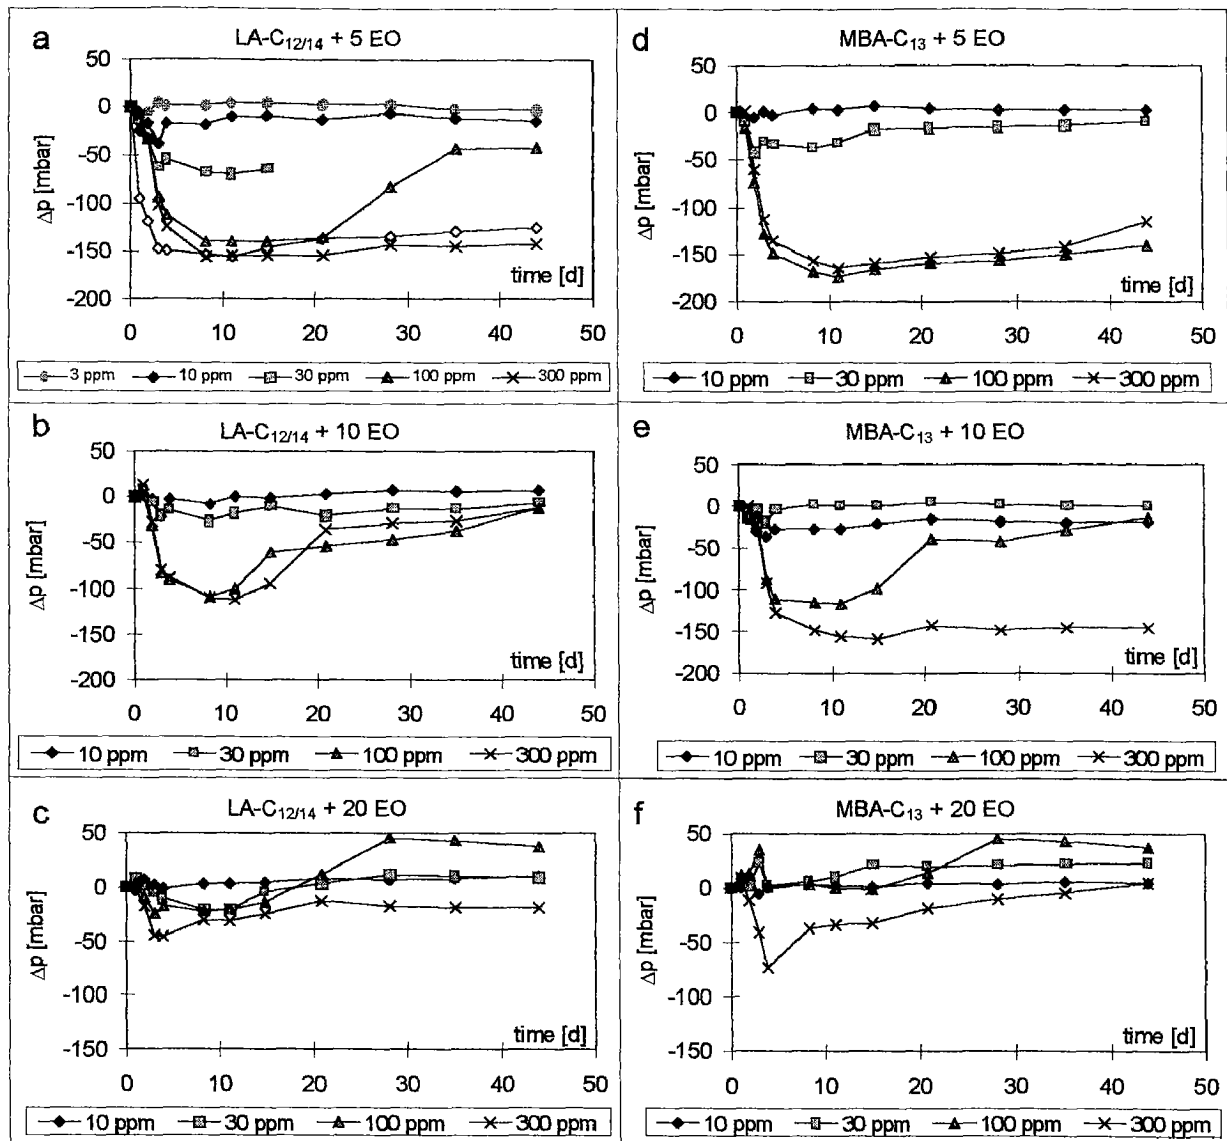 a
LA-C12/14 + 5 EO
50
0
-50
-100
-150
-200
Δp [mbar]
time [d]
0 10 20 30 40 50
3 ppm 10 ppm 30 ppm 100 ppm 300 ppm
d
MBA-C13 + 5 EO
50
0
-50
-100
-150
-200
Δp [mbar]
time [d]
0 10 20 30 40 50
10 ppm 30 ppm 100 ppm 300 ppm
b
LA-C12/14 + 10 EO
50
0
-50
-100
-150
-200
Δp [mbar]
time [d]
0 10 20 30 40 50
10 ppm 30 ppm 100 ppm 300 ppm
e
MBA-C13 + 10 EO
50
0
-50
-100
-150
-200
Δp [mbar]
time [d]
0 10 20 30 40 50
10 ppm 30 ppm 100 ppm 300 ppm
c
LA-C12/14 + 20 EO
50
0
-50
-100
-150
Δp [mbar]
time [d]
0 10 20 30 40 50
10 ppm 30 ppm 100 ppm 300 ppm
f
MBA-C13 + 20 EO
50
0
-50
-100
-150
Δp [mbar]
time [d]
0 10 20 30 40 50
10 ppm 30 ppm 100 ppm 300 ppm